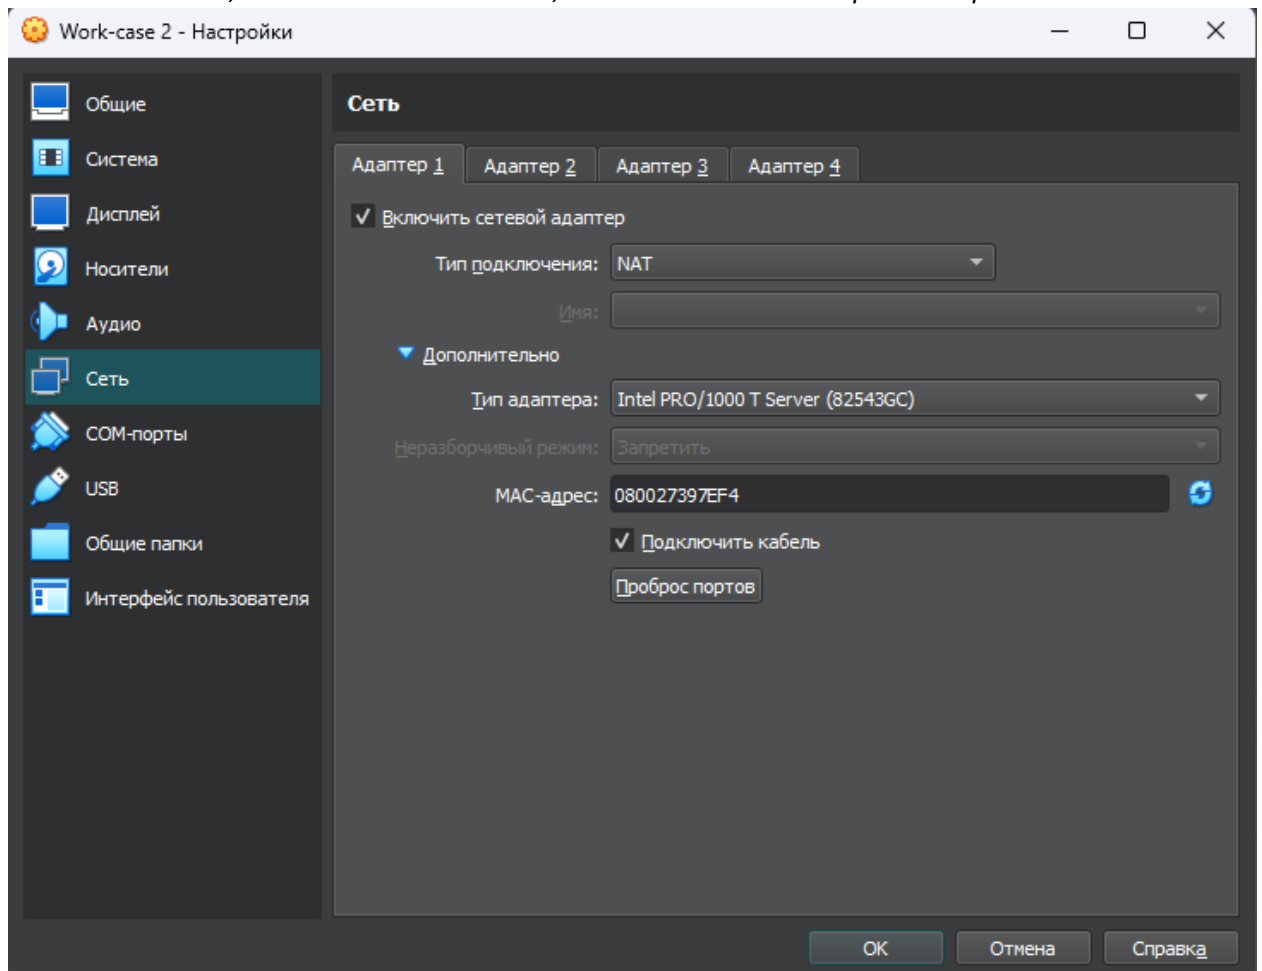 Work-case 2 - Настройки
Общие
Система
Дисплей
Носители
Аудио
Сеть
COM-порты
USB
Общие папки
Интерфейс пользователя
Сеть
Адаптер 1 Адаптер 2 Адаптер 3 Адаптер 4
Включить сетевой адаптер
Тип подключения: NAT
Имя:
Дополнительно
Тип адаптера: Intel PRO/1000 T Server (82543GC)
Неразборчивый режим: Запретить
MAC-адрес: 080027397EF4
Подключить кабель
Проброс портов
OK Отмена Справка